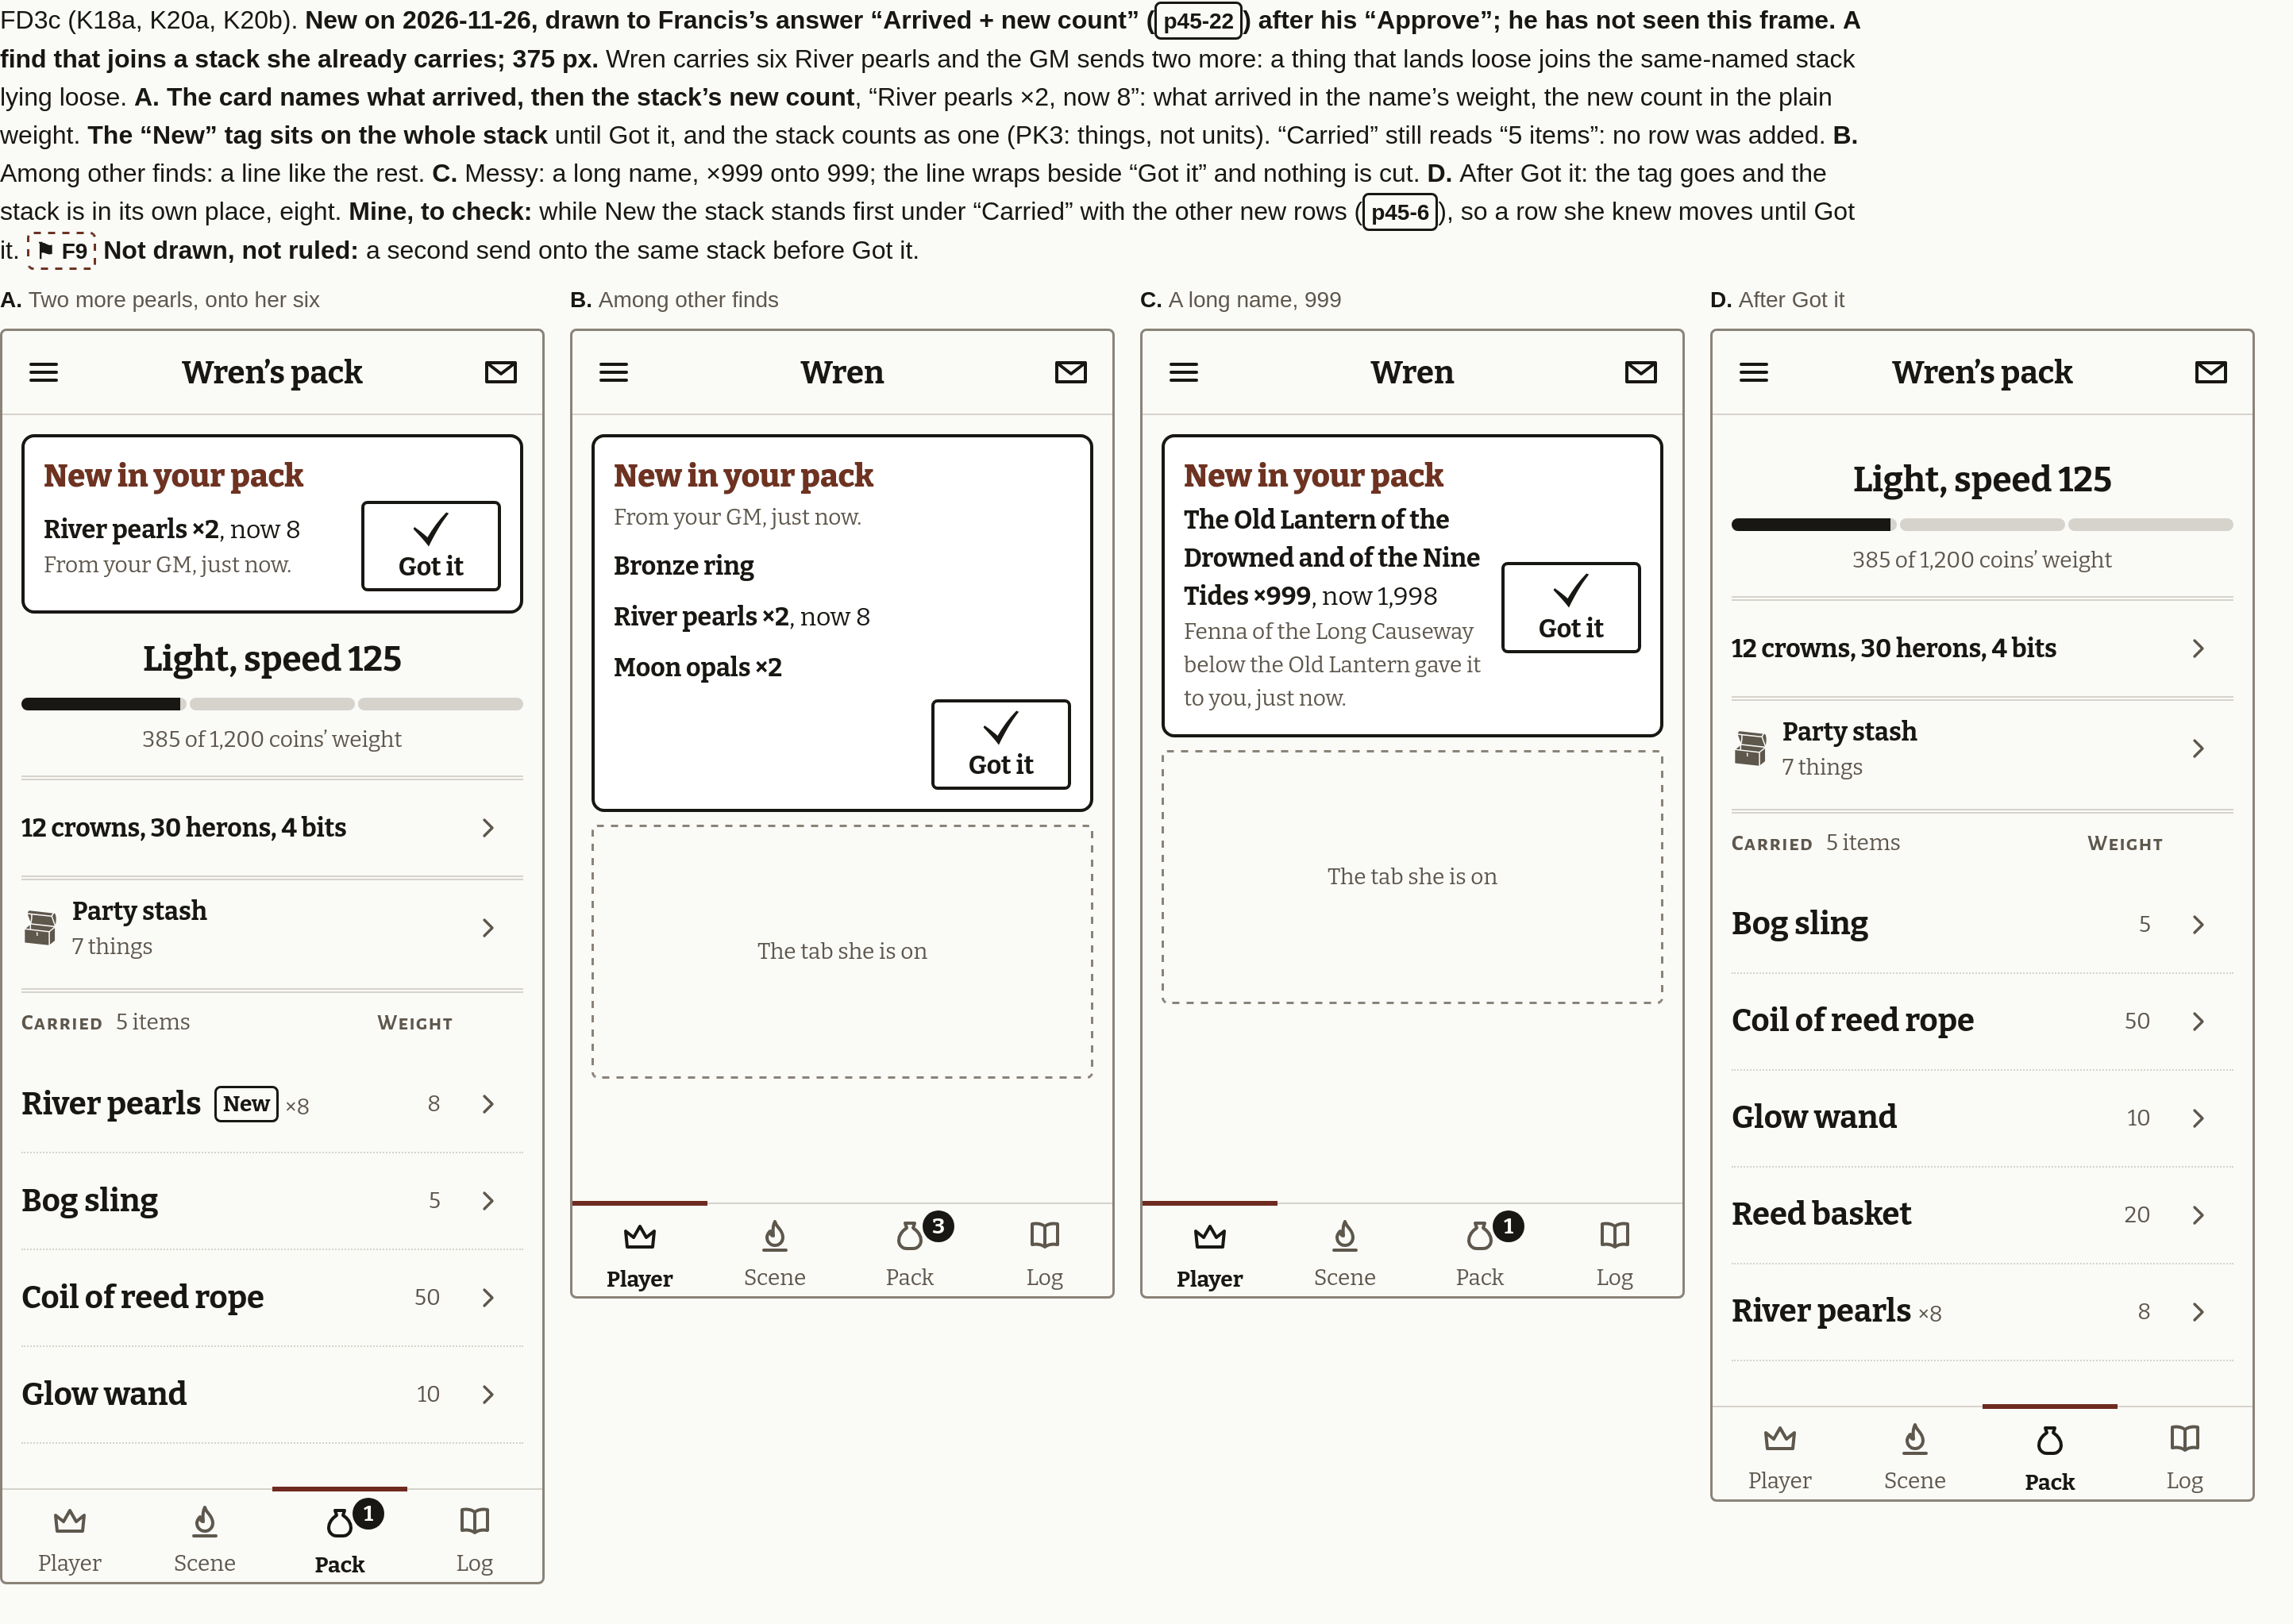 FD3c (K18a, K20a, K20b). New on 2026-11-26, drawn to Francis’s answer “Arrived + new count” (p45-22) after his “Approve”; he has not seen this frame. A
find that joins a stack she already carries; 375 px. Wren carries six River pearls and the GM sends two more: a thing that lands loose joins the same-named stack
lying loose. A. The card names what arrived, then the stack’s new count, “River pearls ×2, now 8”: what arrived in the name’s weight, the new count in the plain
weight. The “New” tag sits on the whole stack until Got it, and the stack counts as one (PK3: things, not units). “Carried” still reads “5 items”: no row was added. B.
Among other finds: a line like the rest. C. Messy: a long name, ×999 onto 999; the line wraps beside “Got it” and nothing is cut. D. After Got it: the tag goes and the
stack is in its own place, eight. Mine, to check: while New the stack stands first under “Carried” with the other new rows (p45-6), so a row she knew moves until Got
it. ⚑ F9 Not drawn, not ruled: a second send onto the same stack before Got it.
A. Two more pearls, onto her six
Wren’s pack
New in your pack
River pearls ×2, now 8
From your GM, just now.
Got it
Light, speed 125
385 of 1,200 coins’ weight
12 crowns, 30 herons, 4 bits
Party stash
7 things
CARRIED 5 items WEIGHT
River pearls New ×8 8
Bog sling 5
Coil of reed rope 50
Glow wand 10
1
Player Scene Pack Log
B. Among other finds
Wren
New in your pack
From your GM, just now.
Bronze ring
River pearls ×2, now 8
Moon opals ×2
Got it
The tab she is on
3
Player Scene Pack Log
C. A long name, 999
Wren
New in your pack
The Old Lantern of the
Drowned and of the Nine
Tides ×999, now 1,998
Fenna of the Long Causeway
below the Old Lantern gave it
to you, just now.
Got it
The tab she is on
1
Player Scene Pack Log
D. After Got it
Wren’s pack
Light, speed 125
385 of 1,200 coins’ weight
12 crowns, 30 herons, 4 bits
Party stash
7 things
CARRIED 5 items WEIGHT
Bog sling 5
Coil of reed rope 50
Glow wand 10
Reed basket 20
River pearls ×8 8
Player Scene Pack Log